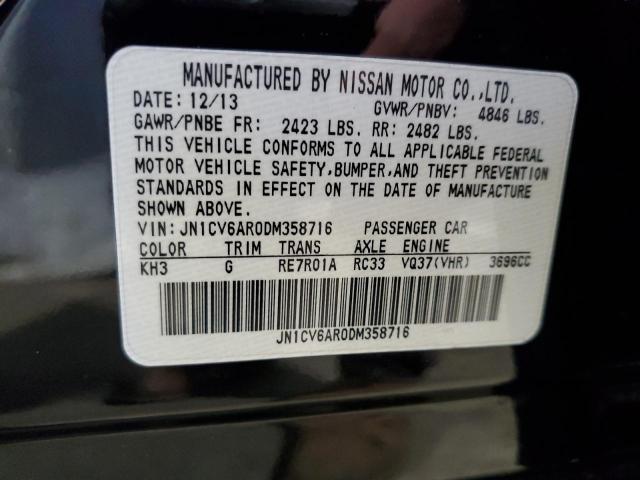 MANUFACTURED BY NISSAN MOTOR CO.,LTD.
DATE: 12/13 GVWR/PNBV: 4846 LBS.
GAWR/PNBE FR: 2423 LBS. RR: 2482 LBS.
THIS VEHICLE CONFORMS TO ALL APPLICABLE FEDERAL
MOTOR VEHICLE SAFETY,BUMPER,AND THEFT PREVENTION
STANDARDS IN EFFECT ON THE DATE OF MANUFACTURE
SHOWN ABOVE.
VIN: JN1CV6AR0DM358716 PASSENGER CAR
COLOR TRIM TRANS AXLE ENGINE
KH3 G RE7R01A RC33 VQ37(VHR) 3696CC
JN1CV6AR0DM358716